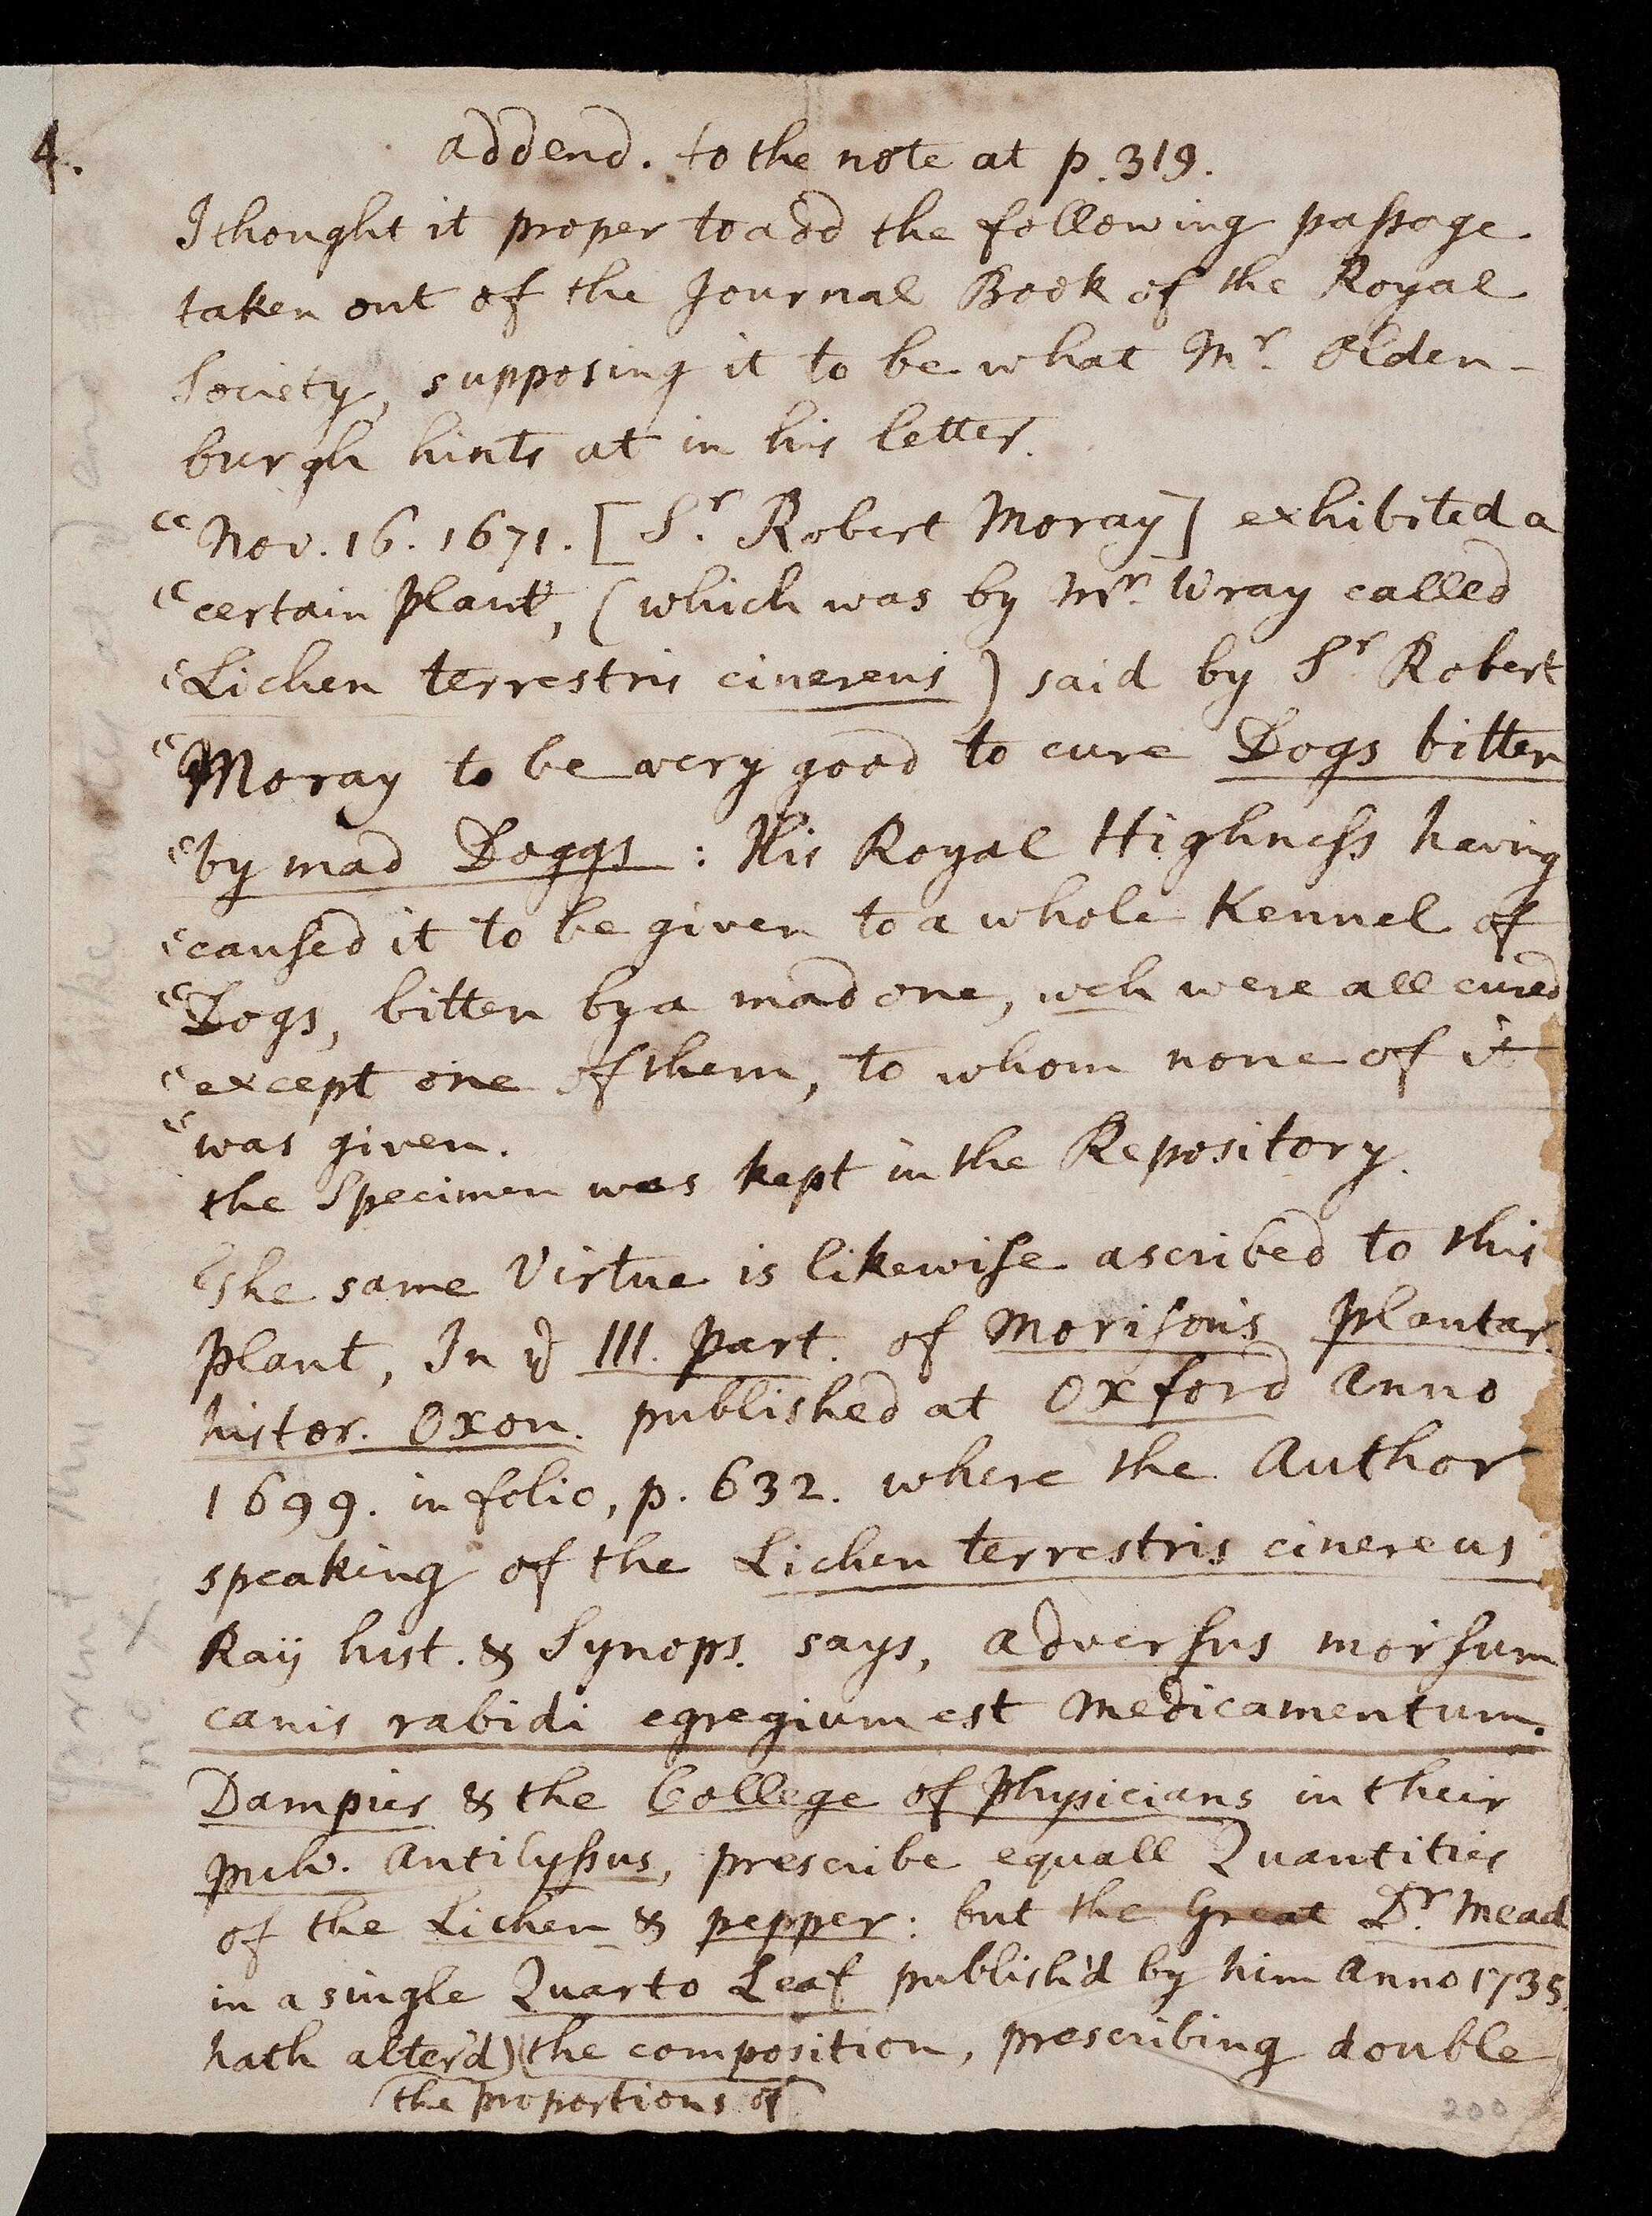 4.
addend. to the note at p. 319.
I thought it proper to add the following passage
taken out of the Journal Book of the Royal
Society, supposing it to be what Mr. Olden-
burgh hints at in his letter.
"Nov. 16. 1671. [Sr. Robert Moray] exhibited a
"certain Plant, (which was by Mr. Wray called
"Lichen terrestris cinereus) said by Sr. Robert
"Moray to be very good to cure Dogs bitten
"by mad Doggs: His Royal Highness having
"caused it to be given to a whole Kennel of
"Dogs, bitten by a mad one, wch were all cured
"except one of them, to whom none of it
"was given.
the Specimen was kept in the Repository.
The same Virtue is likewise ascribed to this
Plant, In ye III. Part. of Morison's Plantar.
histor. Oxon. published at Oxford Anno
1699. in folio, p. 632. where the Author
speaking of the Lichen terrestris cinereus
Raij hist. & Synops. says, adversus morsum
canis rabidi egregium est medicamentum.
Dampier & the College of Physicians in their
pulv. Antilyssus, prescribe equall Quantities
of the Lichen & pepper: but the Great Dr. Mead
in a single Quarto Leaf publish'd by him Anno 1735.
hath alter'd) (the composition, prescribing double
(the proportions of
200